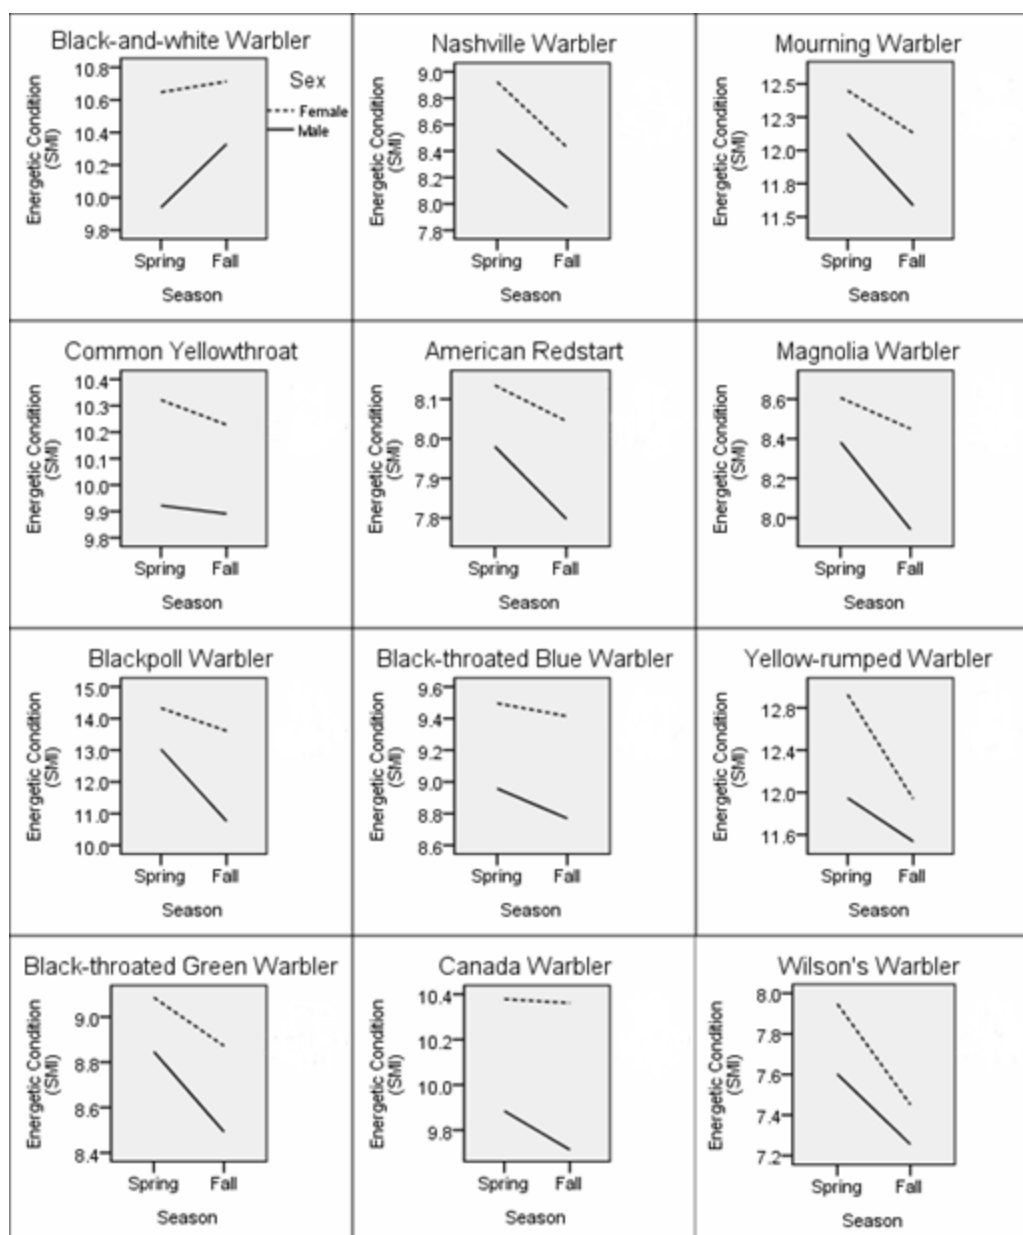 Black-and-white Warbler
Energetic Condition
(SMI)
10.8
10.6
10.4
10.2
10.0
9.8
Sex
Female
Male
Spring Fall
Season
Nashville Warbler
Energetic Condition
(SMI)
9.0
8.8
8.6
8.4
8.2
8.0
7.8
Spring Fall
Season
Mourning Warbler
Energetic Condition
(SMI)
12.5
12.3
12.0
11.8
11.5
Spring Fall
Season
Common Yellowthroat
Energetic Condition
(SMI)
10.4
10.3
10.2
10.1
10.0
9.9
9.8
Spring Fall
Season
American Redstart
Energetic Condition
(SMI)
8.1
8.0
7.9
7.8
Spring Fall
Season
Magnolia Warbler
Energetic Condition
(SMI)
8.6
8.4
8.2
8.0
Spring Fall
Season
Blackpoll Warbler
Energetic Condition
(SMI)
15.0
14.0
13.0
12.0
11.0
10.0
Spring Fall
Season
Black-throated Blue Warbler
Energetic Condition
(SMI)
9.6
9.4
9.2
9.0
8.8
8.6
Spring Fall
Season
Yellow-rumped Warbler
Energetic Condition
(SMI)
12.8
12.4
12.0
11.6
Spring Fall
Season
Black-throated Green Warbler
Energetic Condition
(SMI)
9.0
8.8
8.6
8.4
Spring Fall
Season
Canada Warbler
Energetic Condition
(SMI)
10.4
10.2
10.0
9.8
Spring Fall
Season
Wilson's Warbler
Energetic Condition
(SMI)
8.0
7.8
7.6
7.4
7.2
Spring Fall
Season